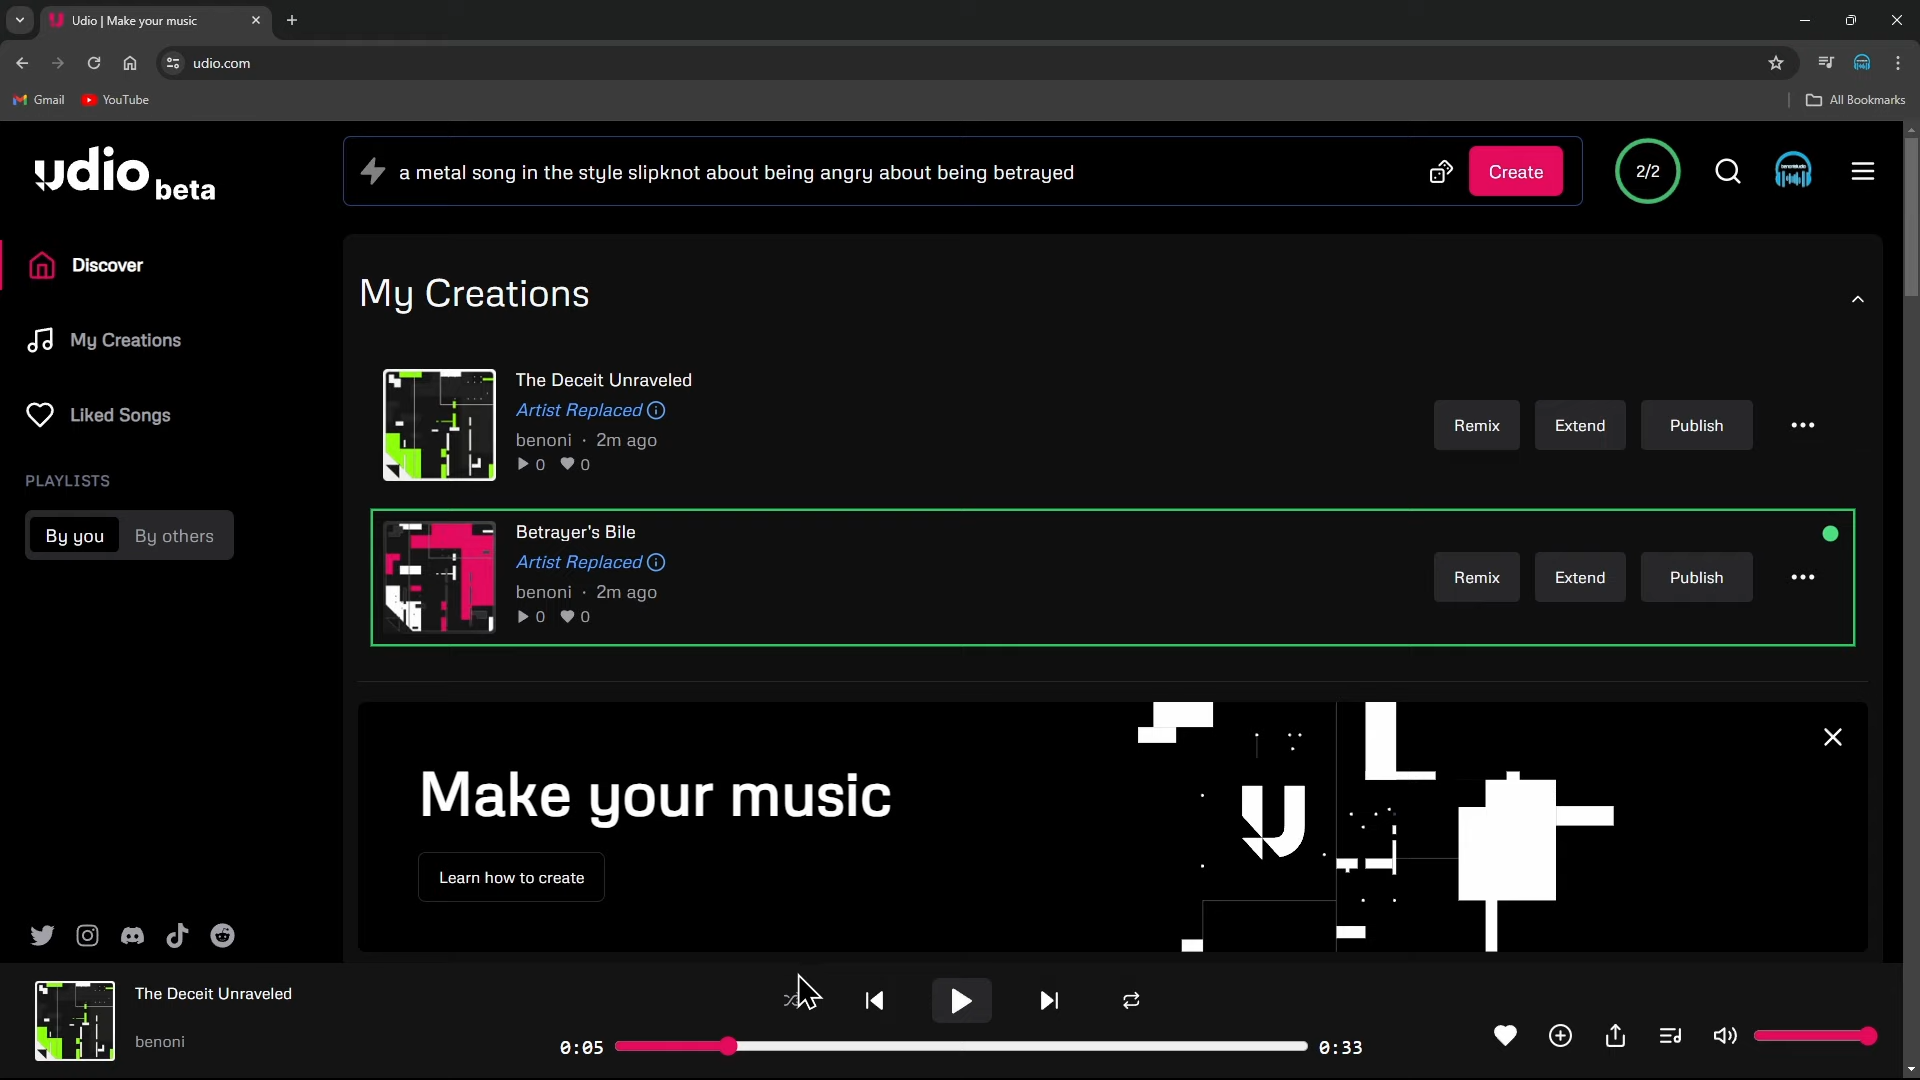 Udio | Make your music
udio.com
Gmail YouTube
All Bookmarks
udio beta
a metal song in the style slipknot about being angry about being betrayed
Create
2/2
Discover
My Creations
Liked Songs
PLAYLISTS
By you By others
My Creations
The Deceit Unraveled
Artist Replaced
benoni · 2m ago
0 0
Remix Extend Publish
Betrayer's Bile
Artist Replaced
benoni · 2m ago
0 0
Remix Extend Publish
Make your music
Learn how to create
The Deceit Unraveled
benoni
0:05 0:33